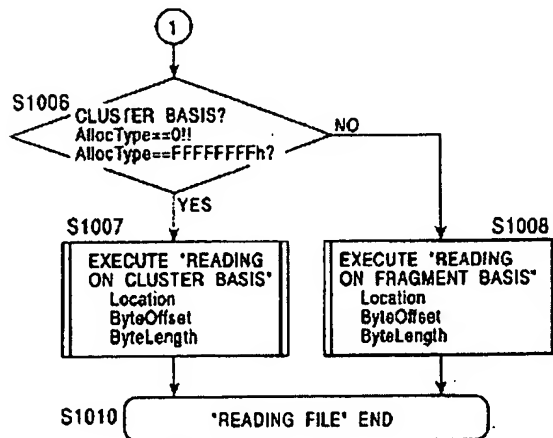 1
S1006
CLUSTER BASIS?
AllocType==0!!
AllocType==FFFFFFFFh?
NO
YES
S1007
EXECUTE "READING
ON CLUSTER BASIS"
Location
ByteOffset
ByteLength
S1008
EXECUTE "READING
ON FRAGMENT BASIS"
Location
ByteOffset
ByteLength
S1010
"READING FILE" END